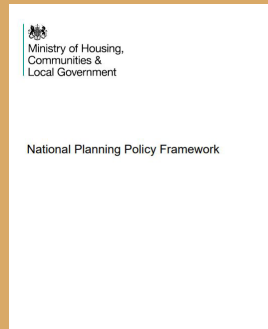 Ministry of Housing,
Communities &
Local Government
National Planning Policy Framework